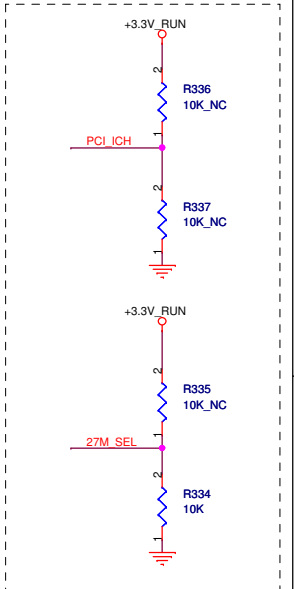 +3.3V_RUN
2
R336
10K_NC
1
PCI_ICH
2
R337
10K_NC
1
+3.3V_RUN
2
R335
10K_NC
1
27M_SEL
2
R334
10K
1